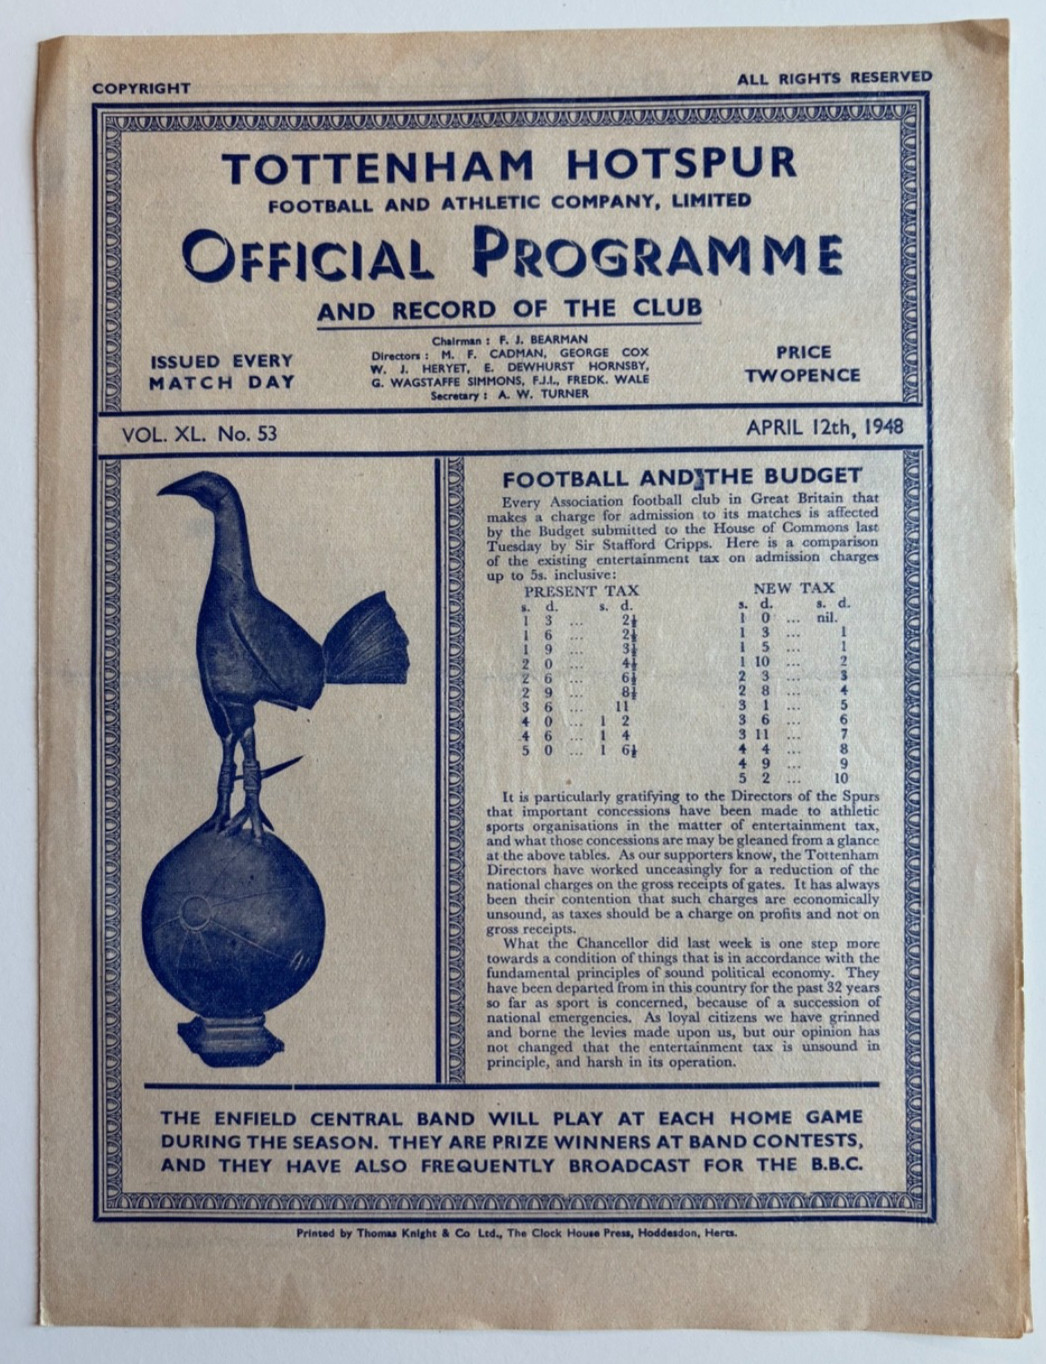 COPYRIGHT
ALL RIGHTS RESERVED
TOTTENHAM HOTSPUR
FOOTBALL AND ATHLETIC COMPANY, LIMITED
OFFICIAL PROGRAMME
AND RECORD OF THE CLUB
ISSUED EVERY
MATCH DAY
Chairman : F. J. BEARMAN
Directors : M. F. CADMAN, GEORGE COX
W. J. HERYET, E. DEWHURST HORNSBY,
G. WAGSTAFFE SIMMONS, F.J.I., FREDK. WALE
Secretary : A. W. TURNER
PRICE
TWOPENCE
VOL. XL. No. 53
APRIL 12th, 1948
FOOTBALL AND THE BUDGET
Every Association football club in Great Britain that
makes a charge for admission to its matches is affected
by the Budget submitted to the House of Commons last
Tuesday by Sir Stafford Cripps. Here is a comparison
of the existing entertainment tax on admission charges
up to 5s. inclusive:
PRESENT TAX
s. d. s. d.
1 3 ... 2½
1 6 ... 2½
1 9 ... 3½
2 0 ... 4½
2 6 ... 6½
2 9 ... 8½
3 6 ... 11
4 0 ... 1 2
4 6 ... 1 4
5 0 ... 1 6½
NEW TAX
s. d. s. d.
1 0 ... nil.
1 3 ... 1
1 5 ... 1
1 10 ... 2
2 3 ... 3
2 8 ... 4
3 1 ... 5
3 6 ... 6
3 11 ... 7
4 4 ... 8
4 9 ... 9
5 2 ... 10
It is particularly gratifying to the Directors of the Spurs
that important concessions have been made to athletic
sports organisations in the matter of entertainment tax,
and what those concessions are may be gleaned from a glance
at the above tables. As our supporters know, the Tottenham
Directors have worked unceasingly for a reduction of the
national charges on the gross receipts of gates. It has always
been their contention that such charges are economically
unsound, as taxes should be a charge on profits and not on
gross receipts.
What the Chancellor did last week is one step more
towards a condition of things that is in accordance with the
fundamental principles of sound political economy. They
have been departed from in this country for the past 32 years
so far as sport is concerned, because of a succession of
national emergencies. As loyal citizens we have grinned
and borne the levies made upon us, but our opinion has
not changed that the entertainment tax is unsound in
principle, and harsh in its operation.
THE ENFIELD CENTRAL BAND WILL PLAY AT EACH HOME GAME
DURING THE SEASON. THEY ARE PRIZE WINNERS AT BAND CONTESTS,
AND THEY HAVE ALSO FREQUENTLY BROADCAST FOR THE B.B.C.
Printed by Thomas Knight & Co Ltd., The Clock House Press, Hoddesdon, Herts.